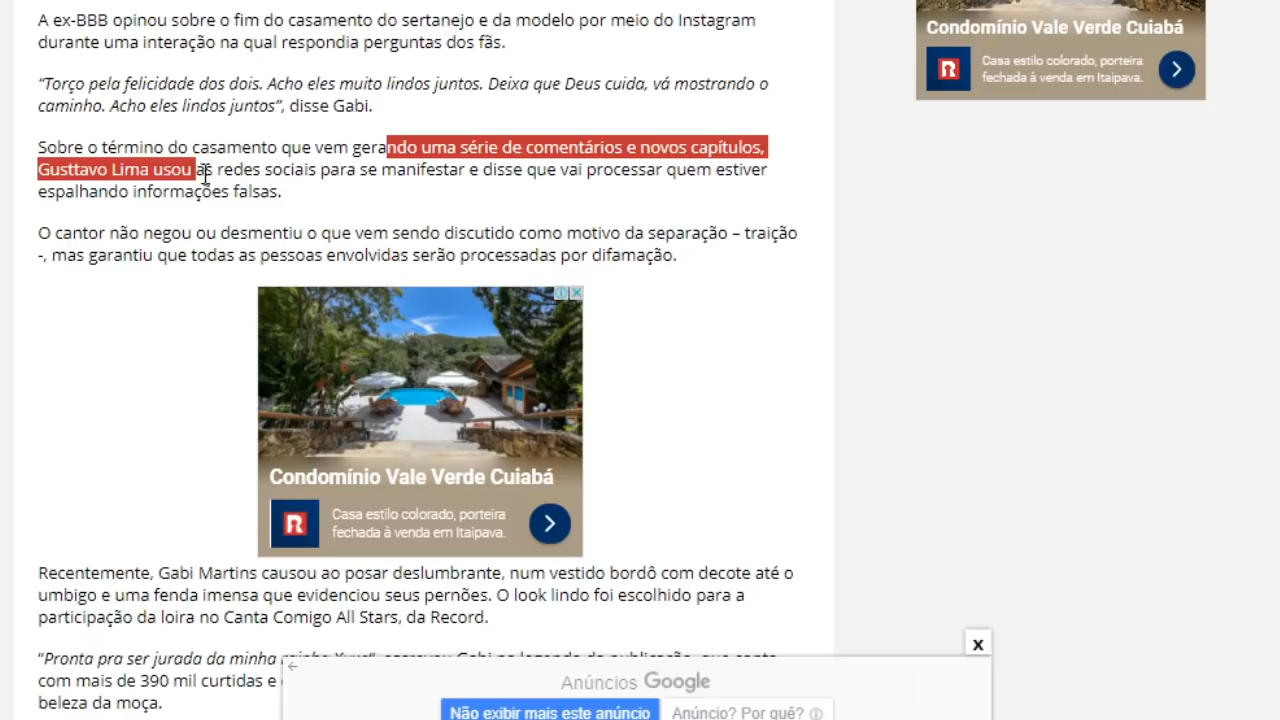 A ex-BBB opinou sobre o fim do casamento do sertanejo e da modelo por meio do Instagram
durante uma interação na qual respondia perguntas dos fãs.
“Torço pela felicidade dos dois. Acho eles muito lindos juntos. Deixa que Deus cuida, vá mostrando o
caminho. Acho eles lindos juntos”, disse Gabi.
Sobre o término do casamento que vem gerando uma série de comentários e novos capítulos,
Gusttavo Lima usou as redes sociais para se manifestar e disse que vai processar quem estiver
espalhando informações falsas.
O cantor não negou ou desmentiu o que vem sendo discutido como motivo da separação – traição
-, mas garantiu que todas as pessoas envolvidas serão processadas por difamação.
Condomínio Vale Verde Cuiabá
Casa estilo colorado, porteira
fechada à venda em Itaipava.
Recentemente, Gabi Martins causou ao posar deslumbrante, num vestido bordô com decote até o
umbigo e uma fenda imensa que evidenciou seus pernões. O look lindo foi escolhido para a
participação da loira no Canta Comigo All Stars, da Record.
“Pronta pra ser jurada da minha
com mais de 390 mil curtidas e
beleza da moça.
Condomínio Vale Verde Cuiabá
Casa estilo colorado, porteira
fechada à venda em Itaipava.
x
Anúncios Google
Não exibir mais este anúncio
Anúncio? Por quê?